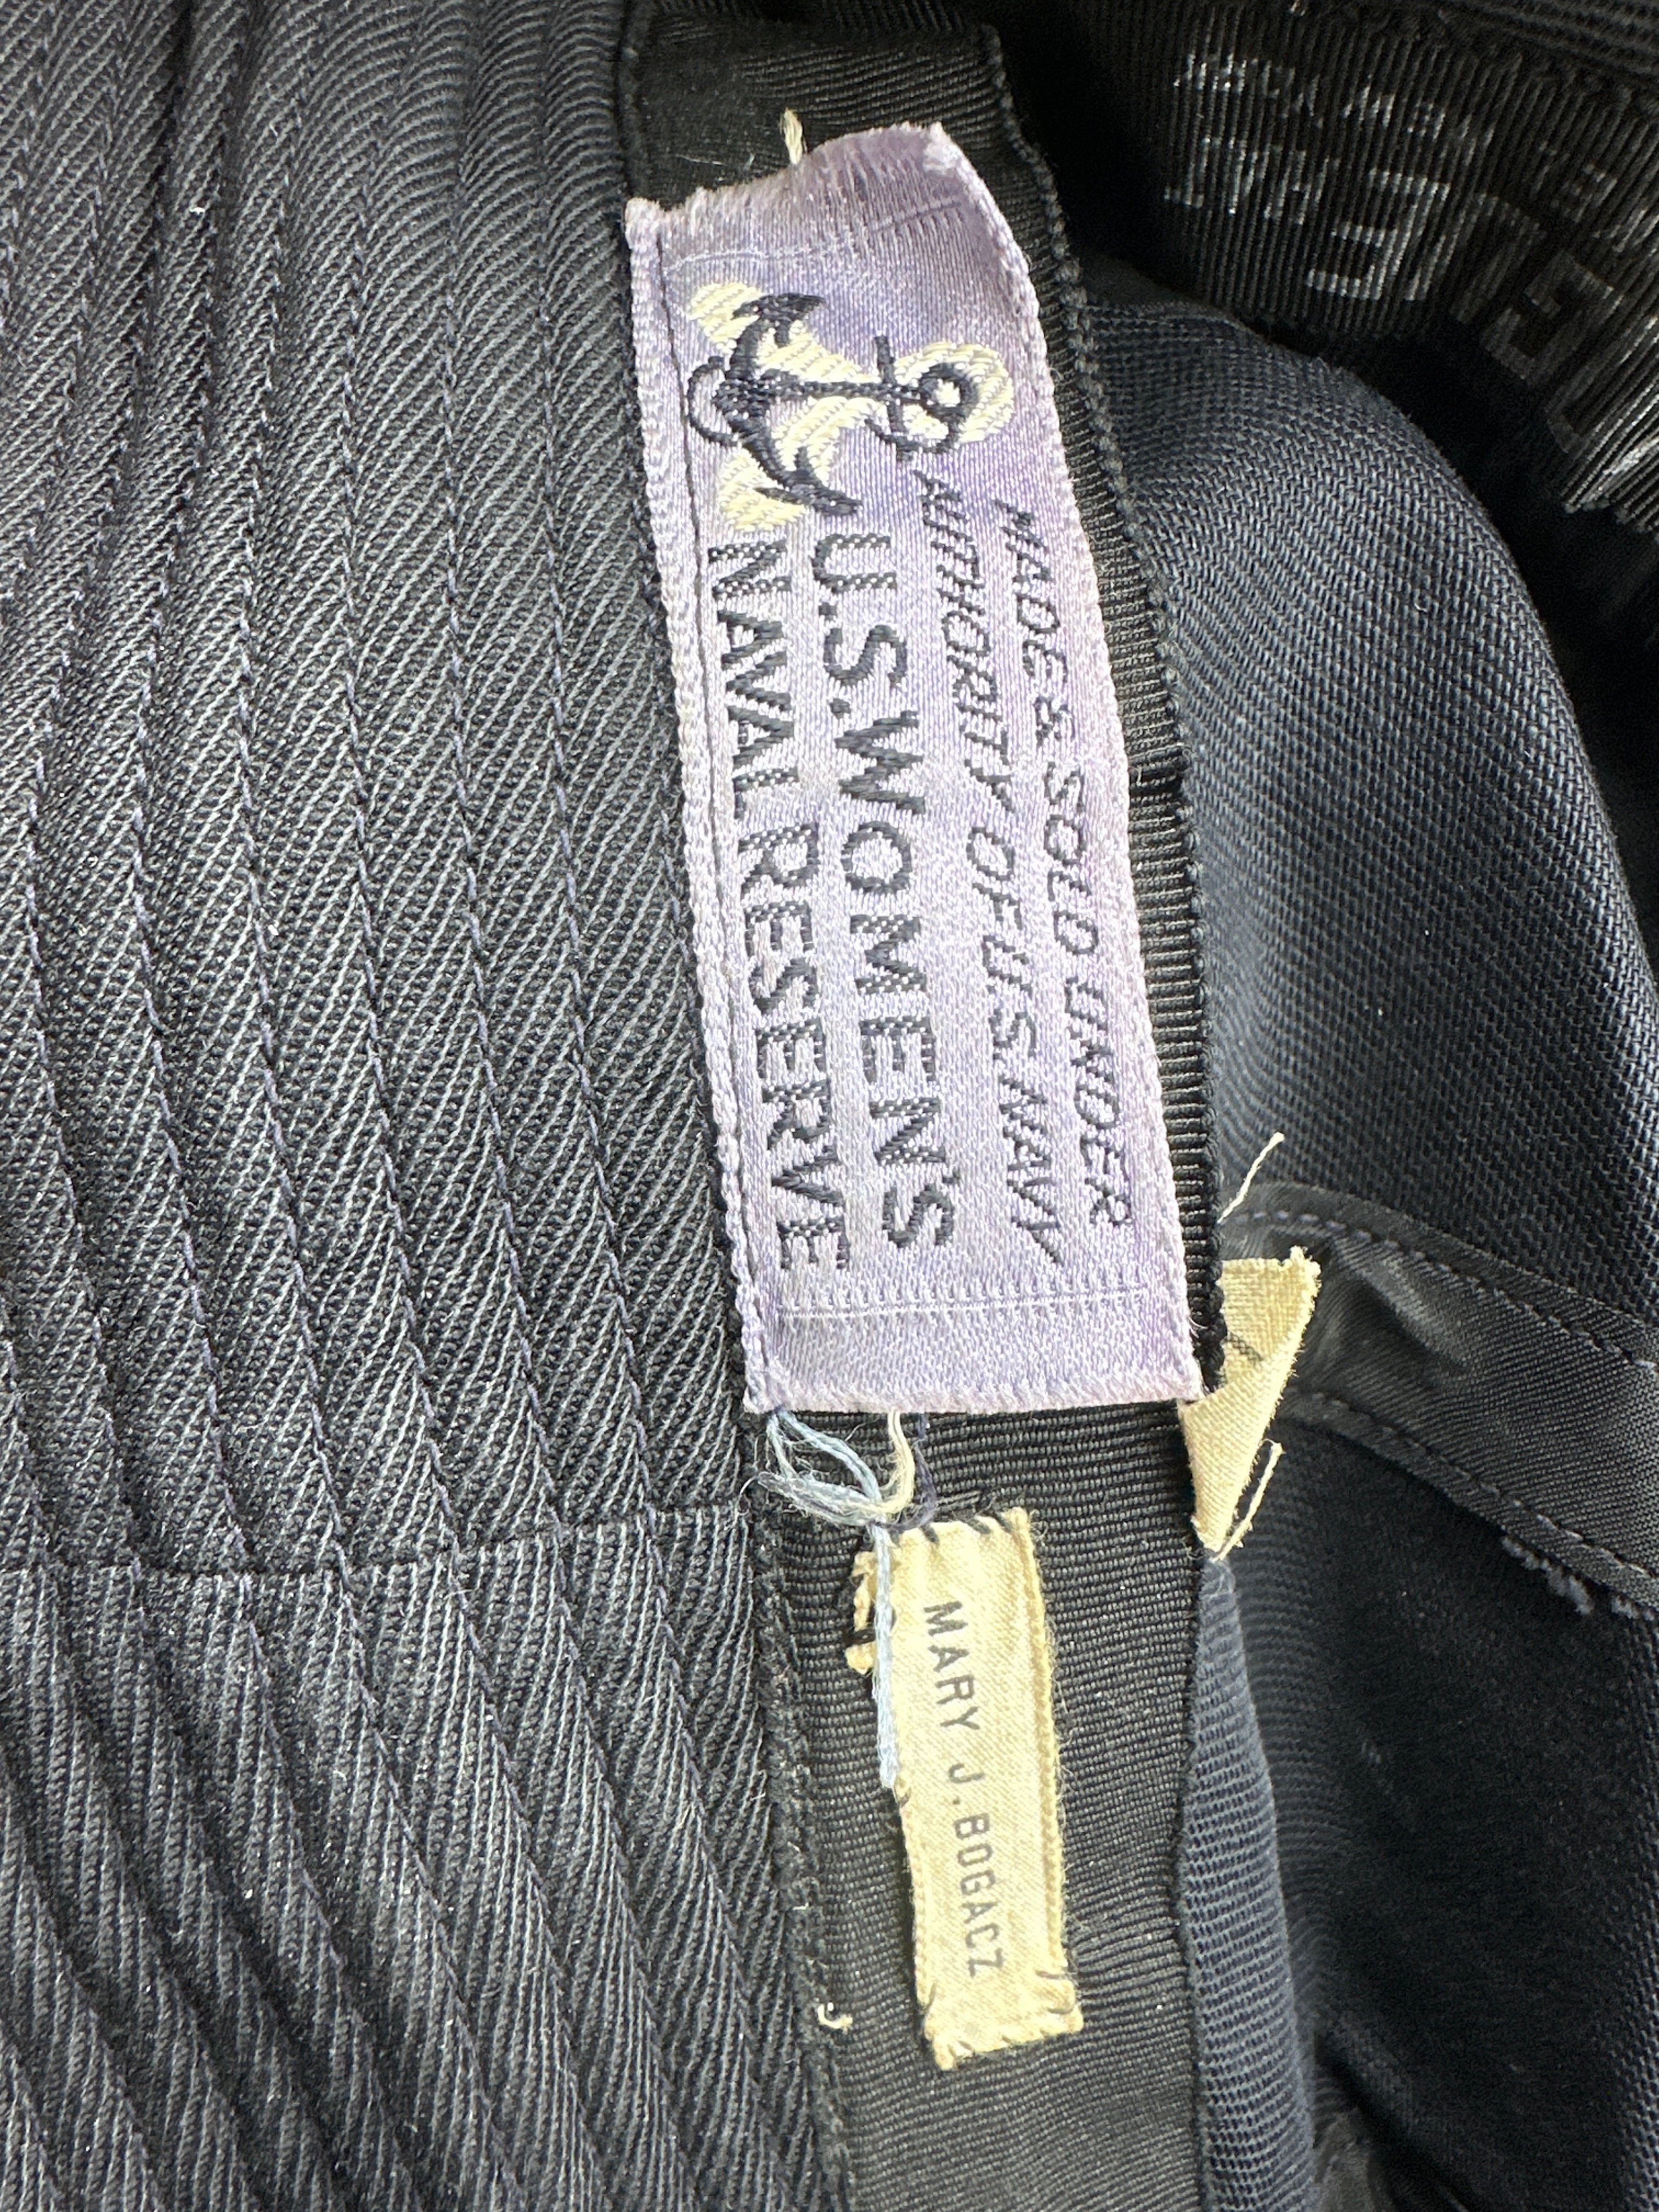 MADE & SOLD UNDER
AUTHORITY OF U.S. NAVY
U.S. WOMEN'S
NAVAL RESERVE
MARY J. BOGACZ